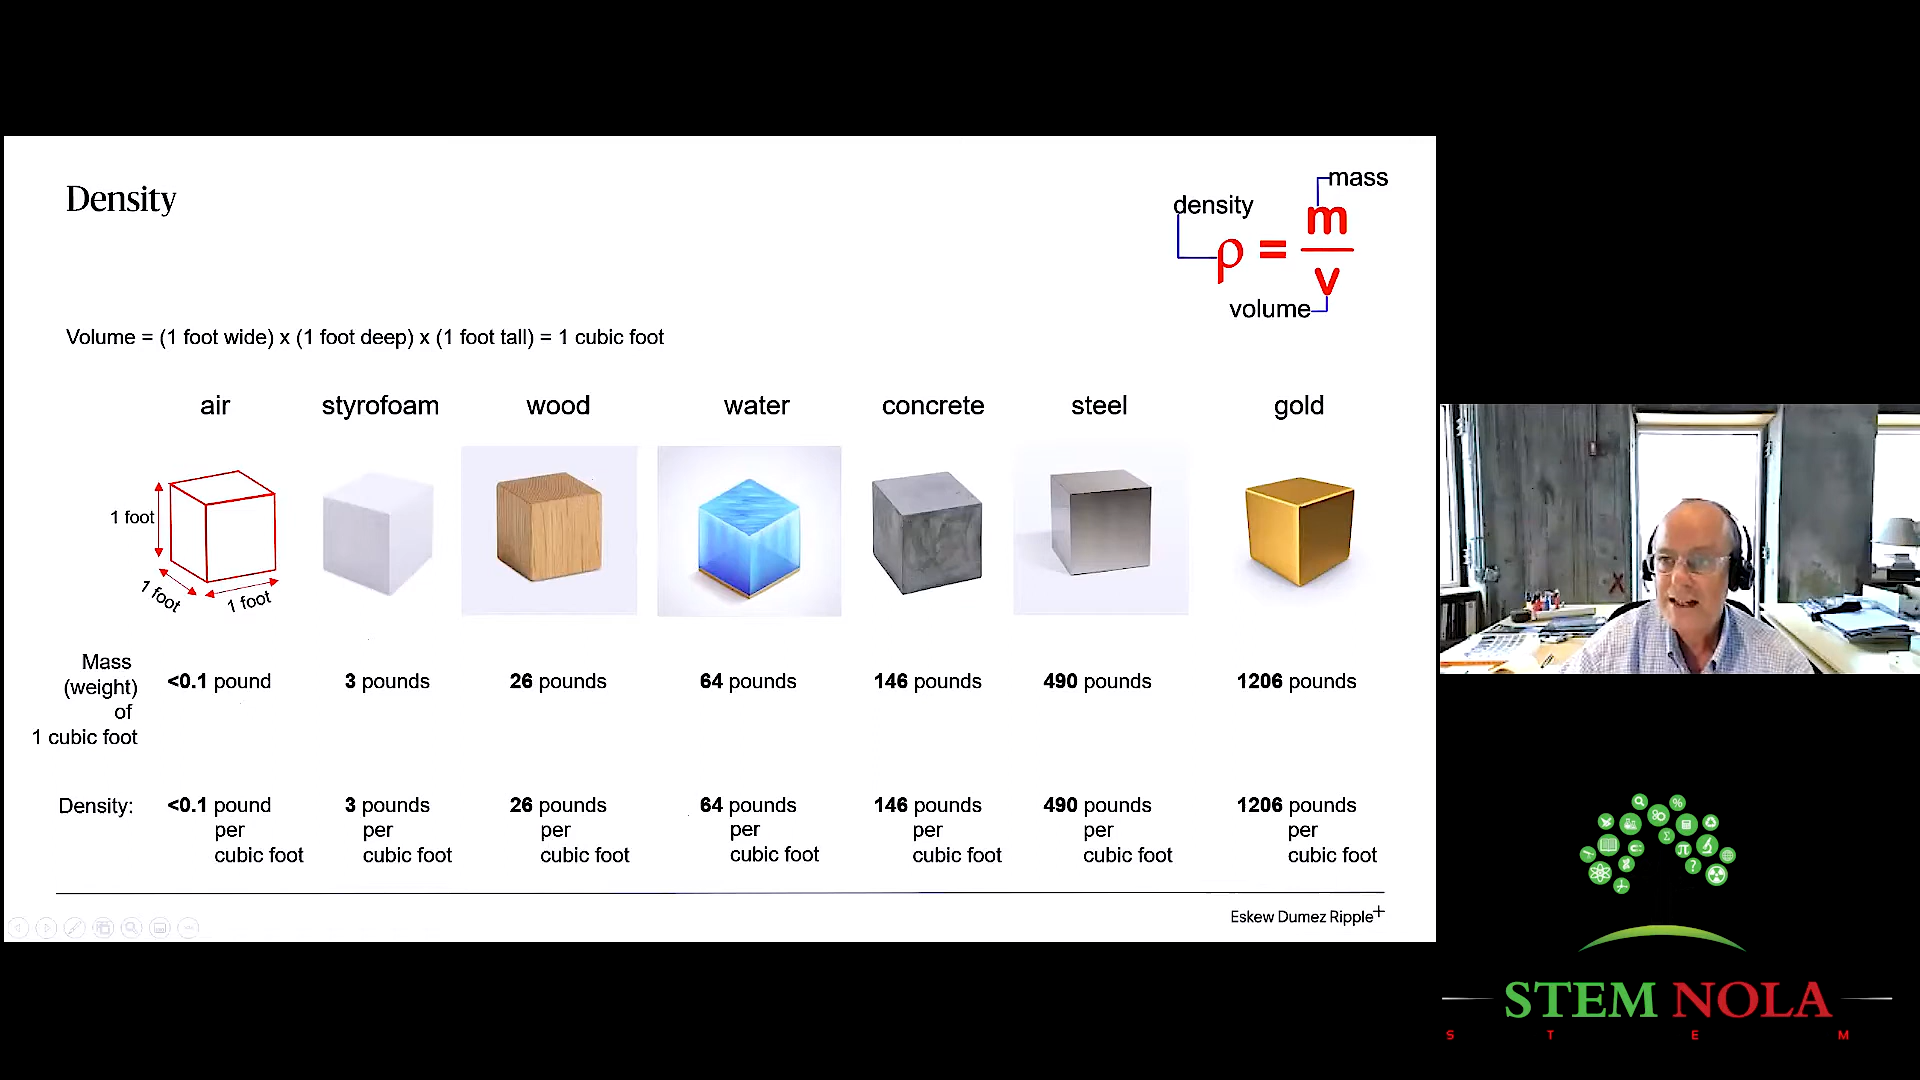 Density
mass
density
ρ = m
v
volume
Volume = (1 foot wide) x (1 foot deep) x (1 foot tall) = 1 cubic foot
air styrofoam wood water concrete steel gold
1 foot
1 foot
1 foot
Mass
(weight)
of
1 cubic foot
<0.1 pound 3 pounds 26 pounds 64 pounds 146 pounds 490 pounds 1206 pounds
Density: <0.1 pound 3 pounds 26 pounds 64 pounds 146 pounds 490 pounds 1206 pounds
per per per per per per per
cubic foot cubic foot cubic foot cubic foot cubic foot cubic foot cubic foot
Eskew Dumez Ripple+
STEM NOLA
S T E M